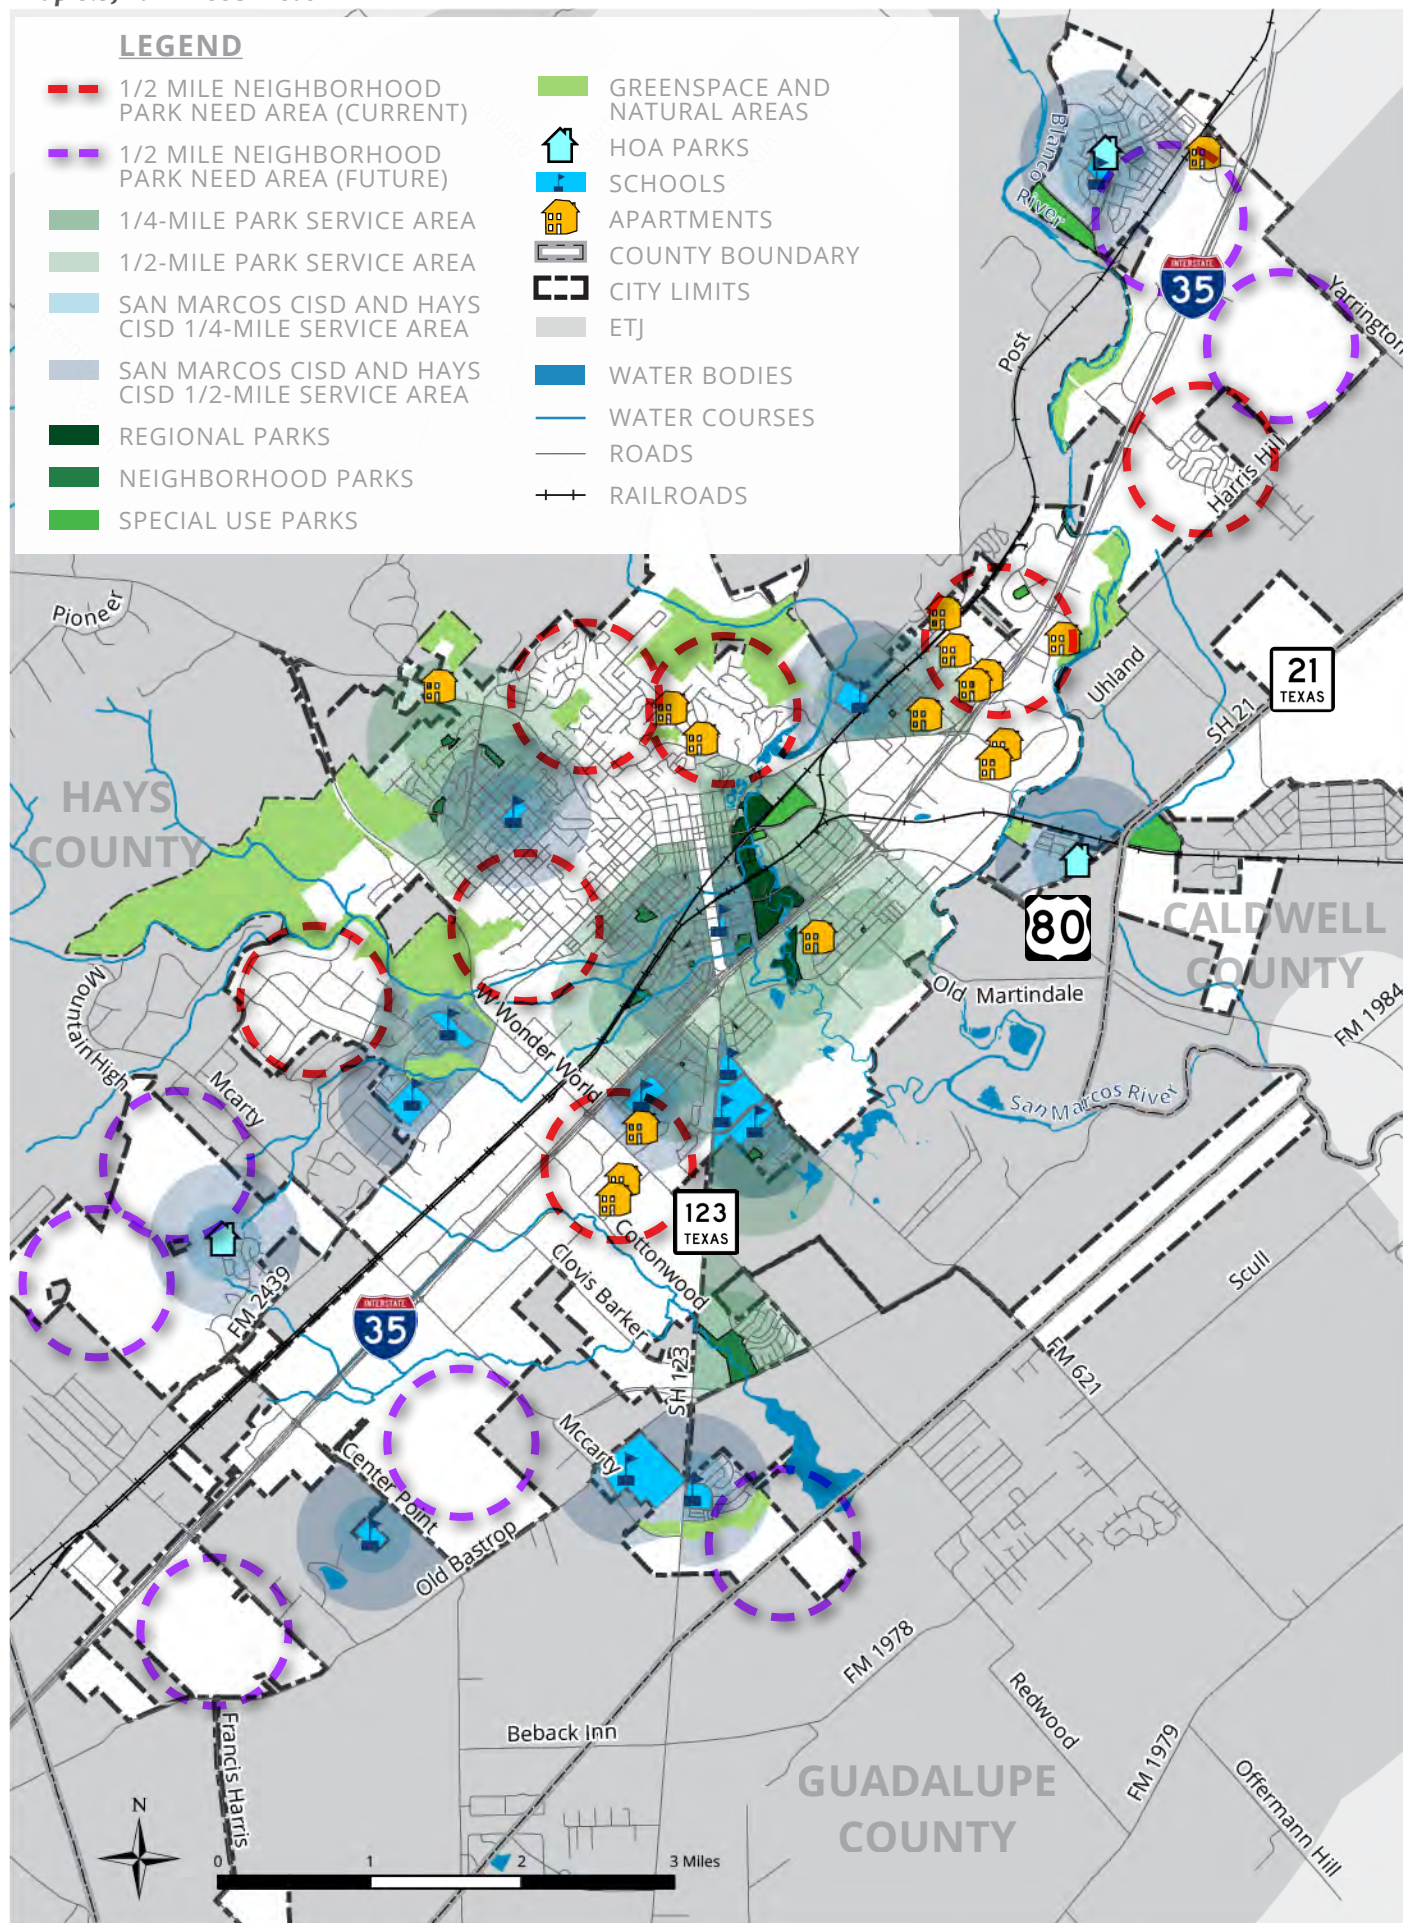 LEGEND
1/2 MILE NEIGHBORHOOD
PARK NEED AREA (CURRENT)
1/2 MILE NEIGHBORHOOD
PARK NEED AREA (FUTURE)
1/4-MILE PARK SERVICE AREA
1/2-MILE PARK SERVICE AREA
SAN MARCOS CISD AND HAYS
CISD 1/4-MILE SERVICE AREA
SAN MARCOS CISD AND HAYS
CISD 1/2-MILE SERVICE AREA
REGIONAL PARKS
NEIGHBORHOOD PARKS
SPECIAL USE PARKS
GREENSPACE AND
NATURAL AREAS
HOA PARKS
SCHOOLS
APARTMENTS
COUNTY BOUNDARY
CITY LIMITS
ETJ
WATER BODIES
WATER COURSES
ROADS
RAILROADS
Blanco
River
INTERSTATE
35
Yarrington
Post
Harris Hill
Pioneer
Uhland
21
TEXAS
SH 21
HAYS
COUNTY
80
CALDWELL
COUNTY
Old Martindale
FM 1984
Mountain High
W Wonder World
San Marcos River
Mcarty
123
TEXAS
Cottonwood
Clovis Barker
Scull
FM 2439
INTERSTATE
35
SH 123
FM 621
Mccarty
Center Point
Old Bastrop
FM 1978
Redwood
Francis Harris
Beback Inn
FM 1979
Offermann Hill
GUADALUPE
COUNTY
N
0 1 2 3 Miles